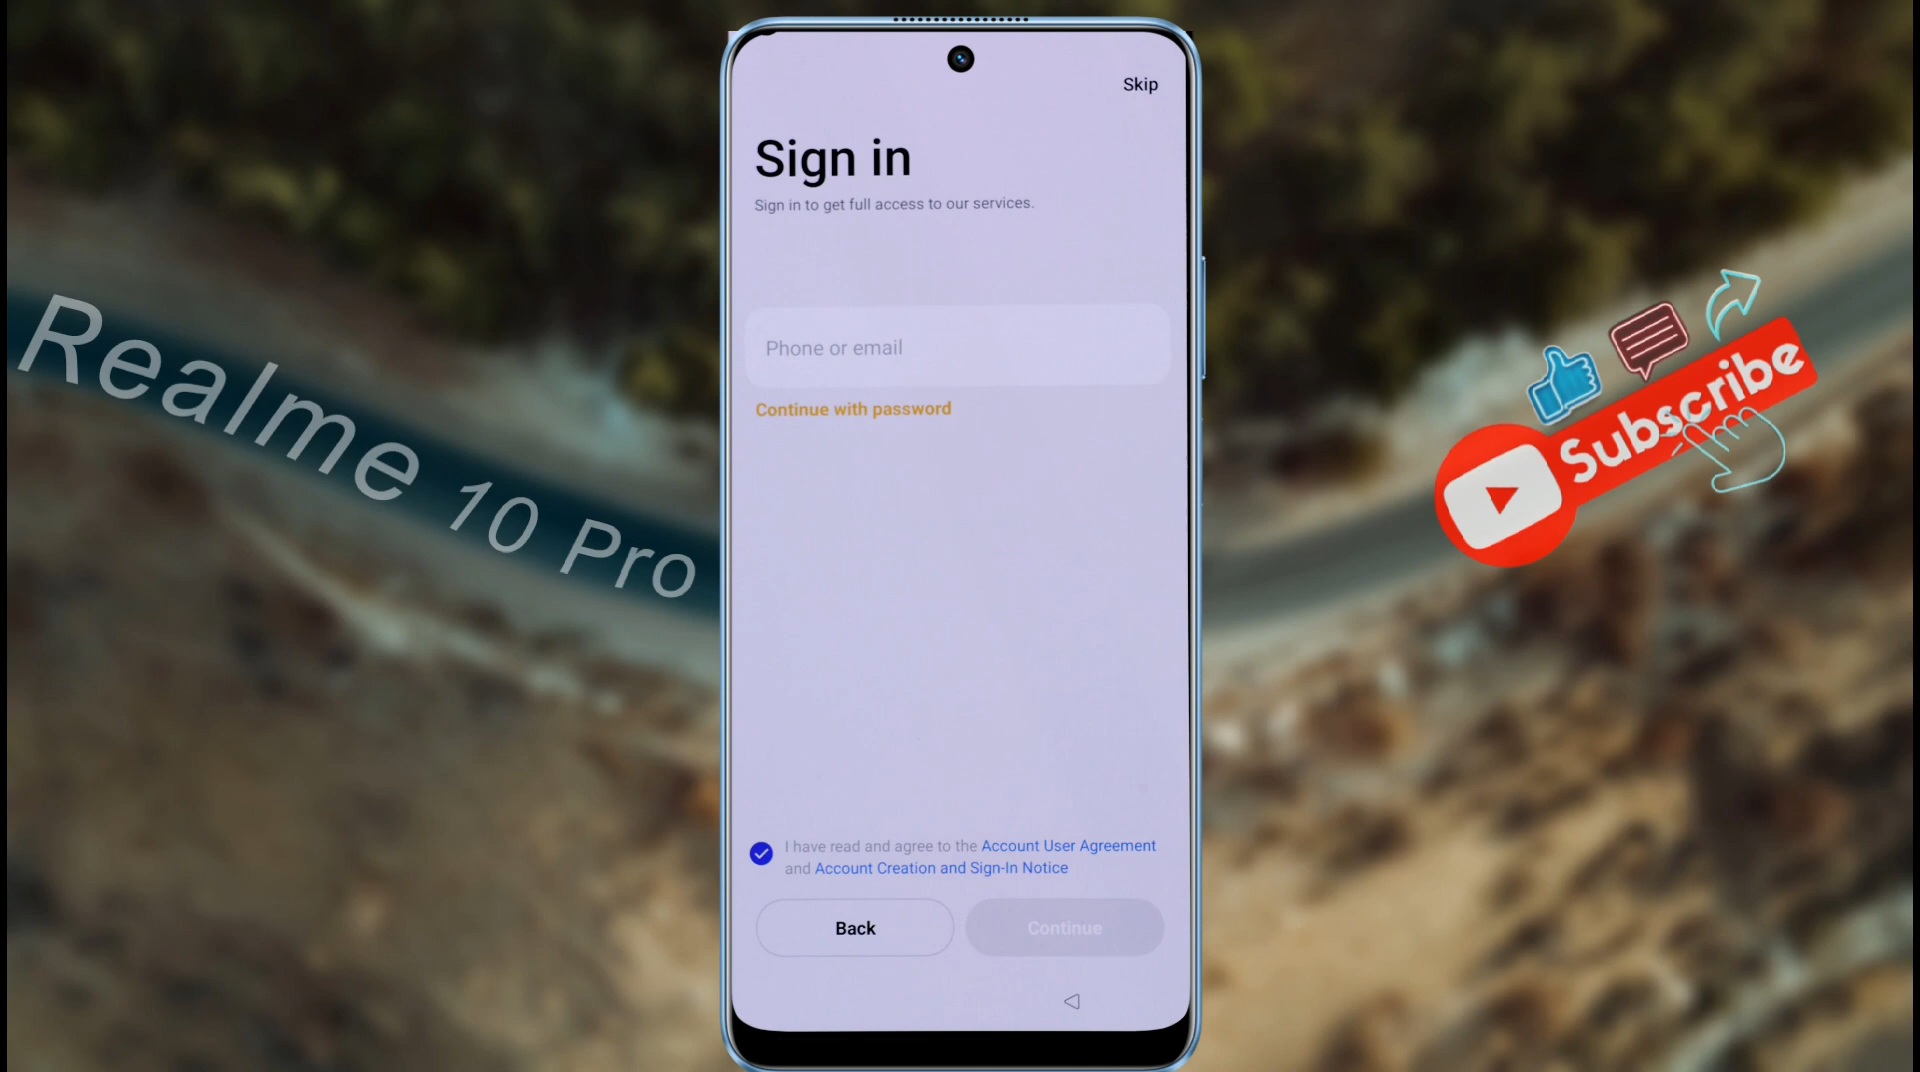 Skip
Sign in
Sign in to get full access to our services.
Phone or email
Continue with password
I have read and agree to the Account User Agreement
and Account Creation and Sign-In Notice
Back
Continue
Realme 10 Pro
Subscribe